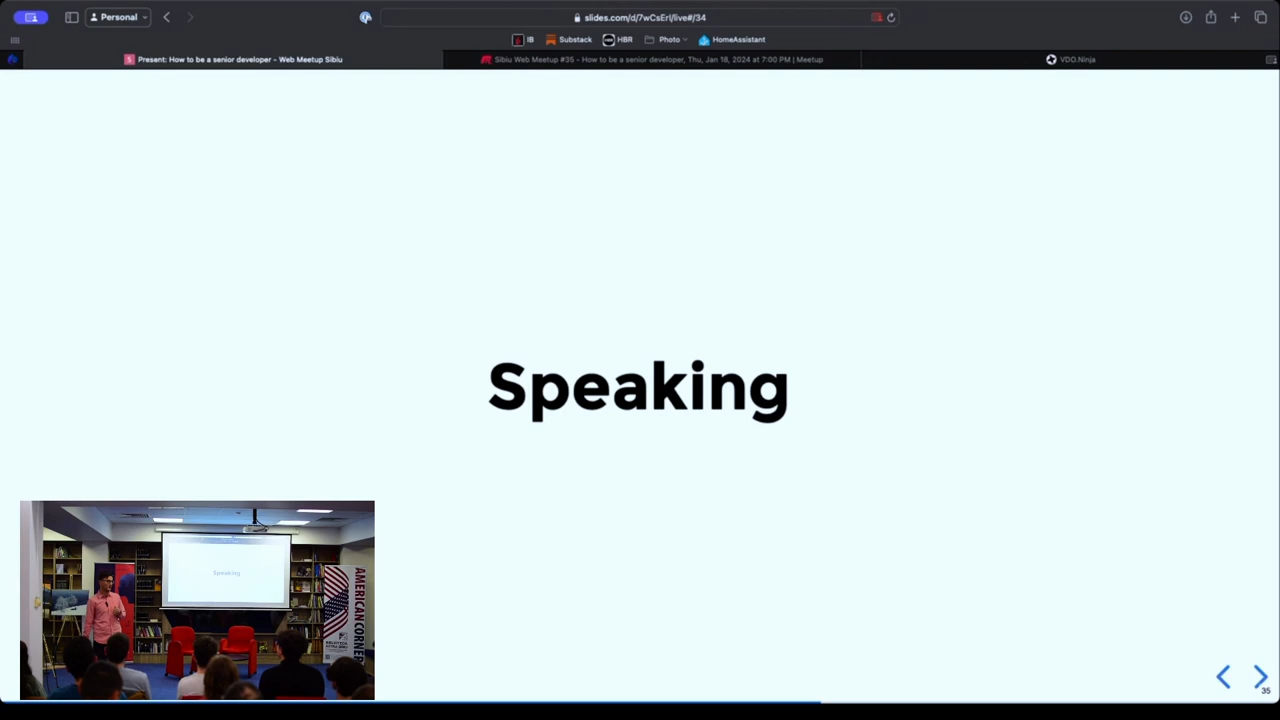 Personal
slides.com/d/7wCsErI/live#/34
IB
Substack
HBR
Photo
HomeAssistant
Present: How to be a senior developer - Web Meetup Sibiu
Sibiu Web Meetup #35 - How to be a senior developer, Thu, Jan 18, 2024 at 7:00 PM | Meetup
VDO.Ninja
Speaking
Speaking
AMERICAN CORNER
35